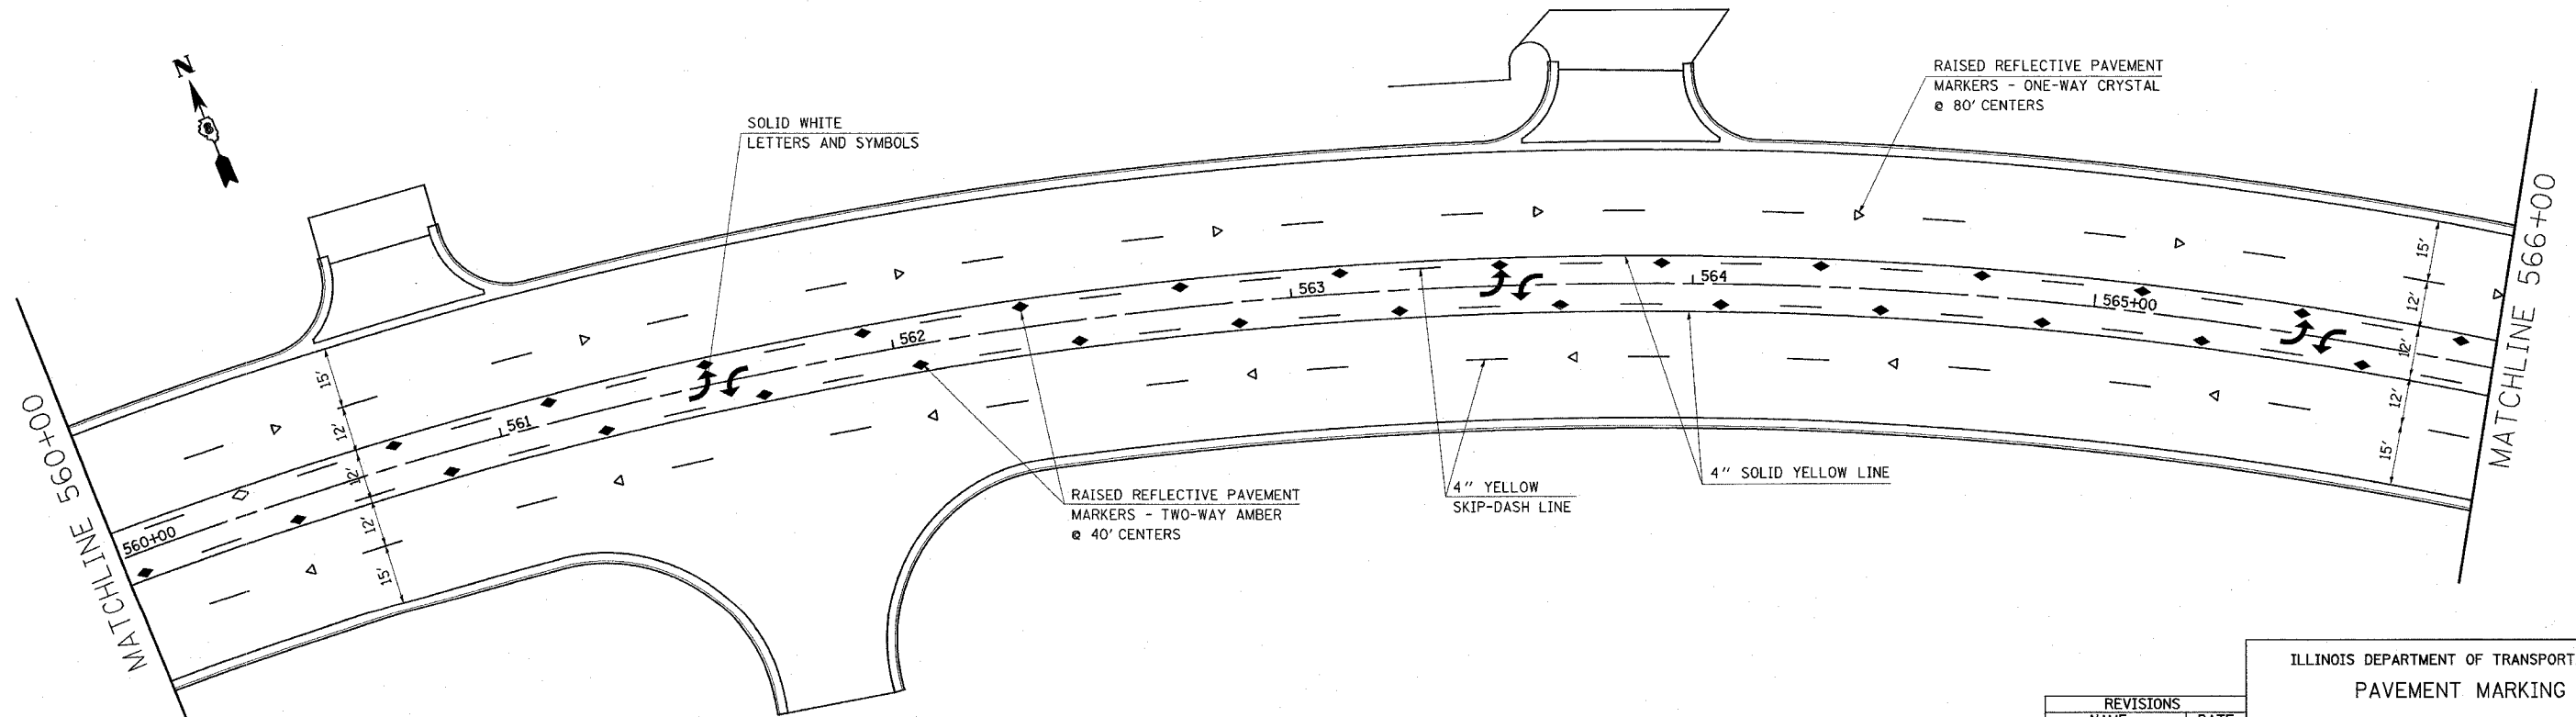 N
SOLID WHITE
LETTERS AND SYMBOLS
RAISED REFLECTIVE PAVEMENT
MARKERS - ONE-WAY CRYSTAL
@ 80' CENTERS
MATCHLINE 560+00
560+00
561
562
563
564
565+00
MATCHLINE 566+00
15'
12'
12'
12'
15'
15'
12'
12'
12'
15'
RAISED REFLECTIVE PAVEMENT
MARKERS - TWO-WAY AMBER
@ 40' CENTERS
4" YELLOW
SKIP-DASH LINE
4" SOLID YELLOW LINE
REVISIONS
NAME DATE
ILLINOIS DEPARTMENT OF TRANSPORT
PAVEMENT MARKING